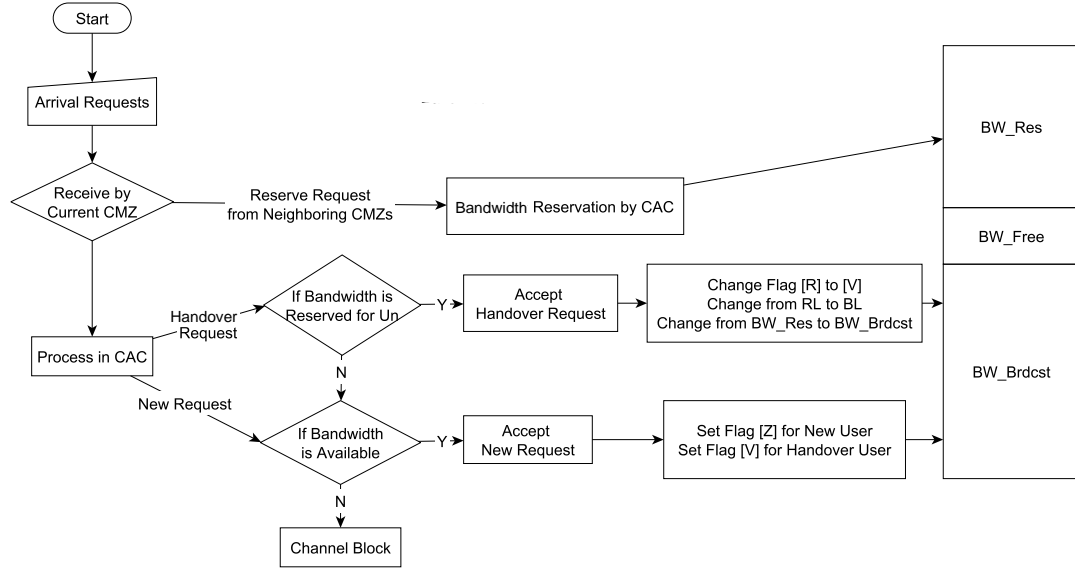 Start
Arrival Requests
Receive by
Current CMZ
Reserve Request
from Neighboring CMZs
Bandwidth Reservation by CAC
BW_Res
BW_Free
BW_Brdcst
Process in CAC
Handover
Request
If Bandwidth is
Reserved for Un
Y
Accept
Handover Request
Change Flag [R] to [V]
Change from RL to BL
Change from BW_Res to BW_Brdcst
N
New Request
If Bandwidth
is Available
Y
Accept
New Request
Set Flag [Z] for New User
Set Flag [V] for Handover User
N
Channel Block